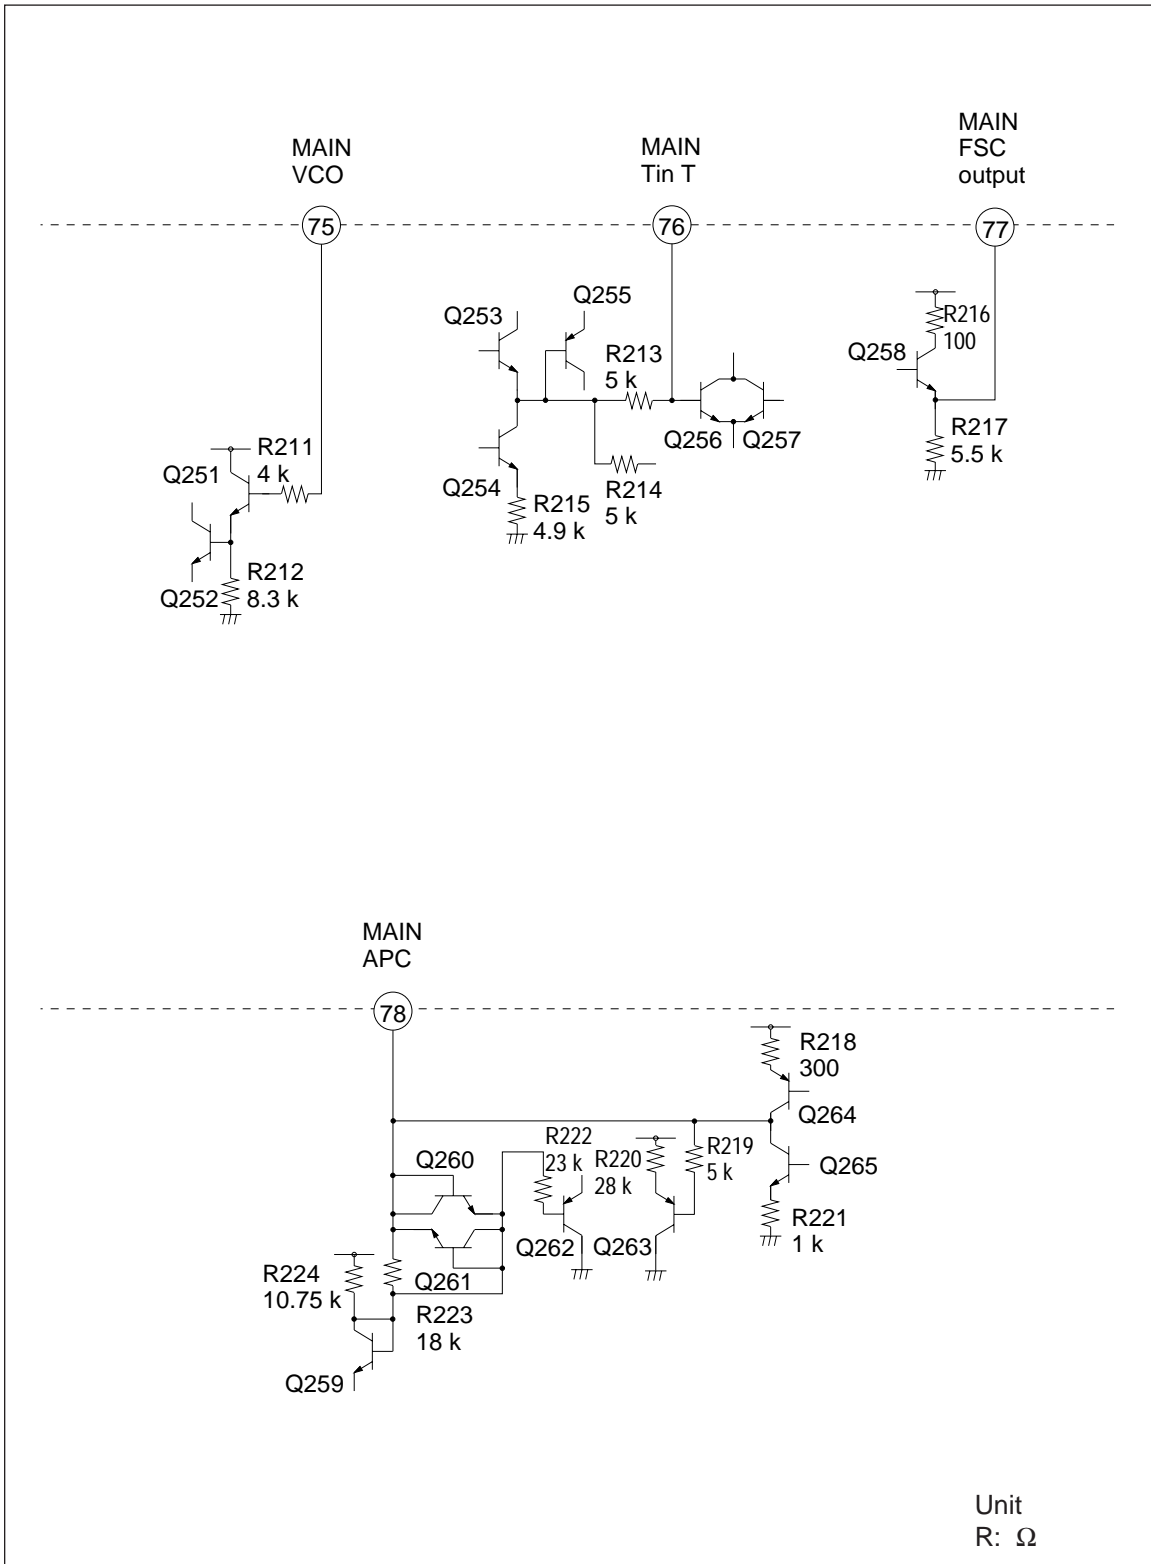 MAIN
VCO
MAIN
Tin T
MAIN
FSC
output
75
76
77
Q253
Q255
R213
5 k
R216
100
Q258
Q256
Q257
R217
5.5 k
R211
4 k
Q251
Q254
R215
4.9 k
R214
5 k
Q252
R212
8.3 k
MAIN
APC
78
R218
300
Q264
R222
23 k
R220
28 k
R219
5 k
Q265
Q260
R221
1 k
Q262
Q263
R224
10.75 k
Q261
R223
18 k
Q259
Unit
R: Ω